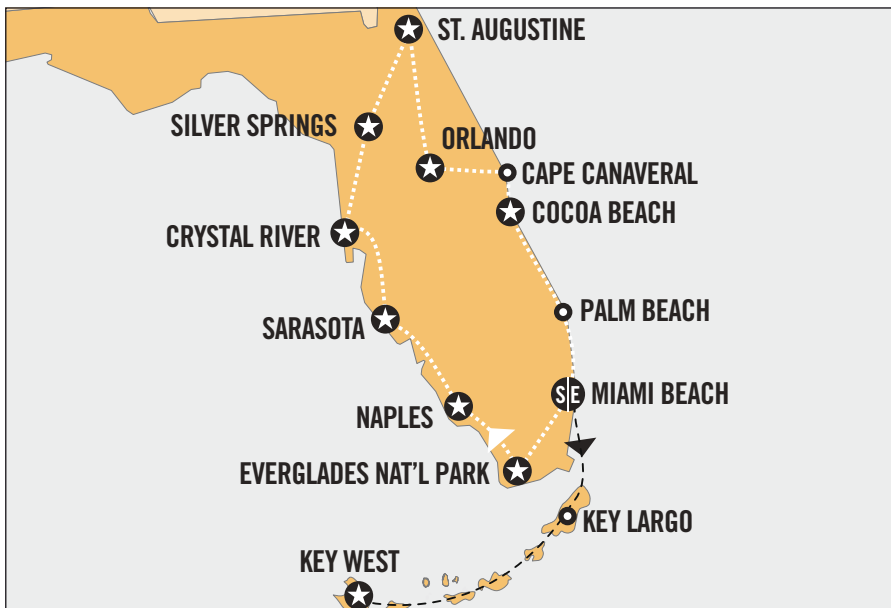 ST. AUGUSTINE
SILVER SPRINGS
ORLANDO
CAPE CANAVERAL
COCOA BEACH
CRYSTAL RIVER
PALM BEACH
SARASOTA
S E MIAMI BEACH
NAPLES
EVERGLADES NAT'L PARK
KEY LARGO
KEY WEST